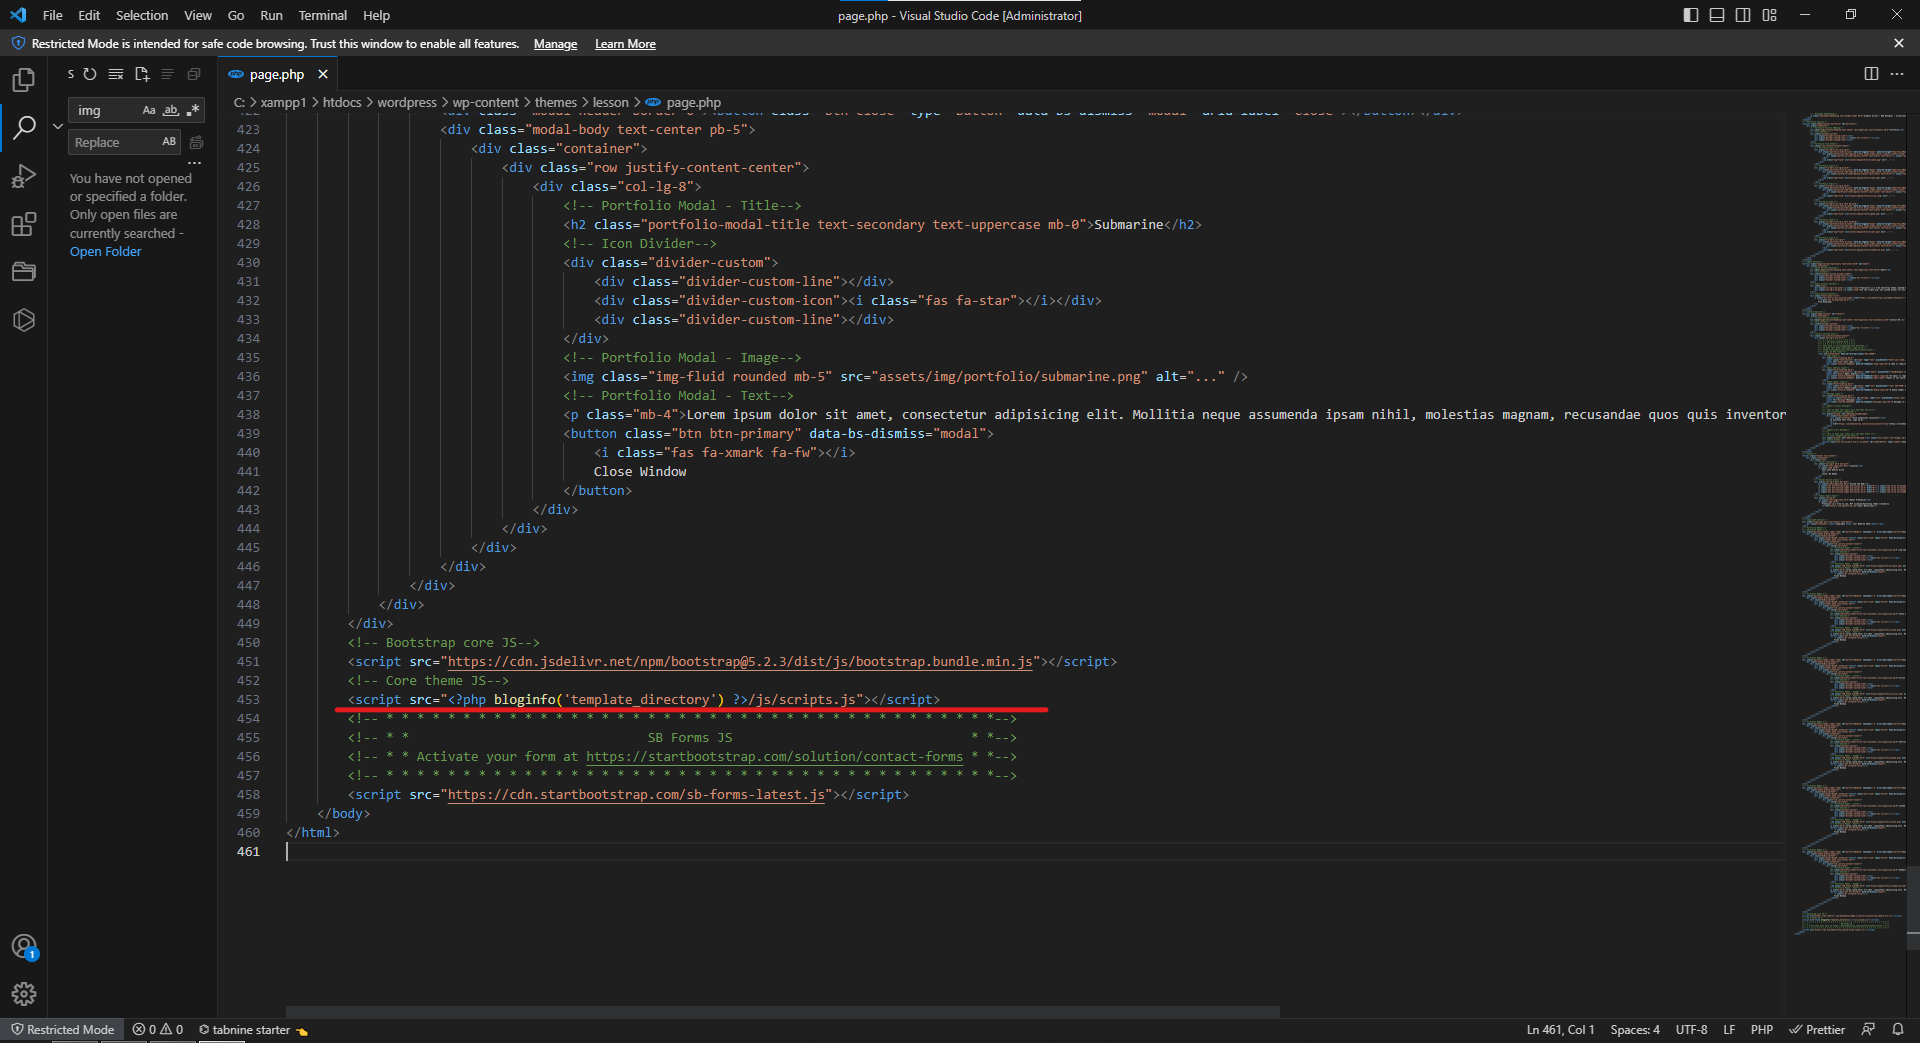 File Edit Selection View Go Run Terminal Help
page.php - Visual Studio Code [Administrator]
Restricted Mode is intended for safe code browsing. Trust this window to enable all features. Manage Learn More
S
page.php
img
Aa ab
Replace
AB
You have not opened
or specified a folder.
Only open files are
currently searched -
Open Folder
C: > xampp1 > htdocs > wordpress > wp-content > themes > lesson > page.php
423 <div class="modal-body text-center pb-5">
424 <div class="container">
425 <div class="row justify-content-center">
426 <div class="col-lg-8">
427 <!-- Portfolio Modal - Title-->
428 <h2 class="portfolio-modal-title text-secondary text-uppercase mb-0">Submarine</h2>
429 <!-- Icon Divider-->
430 <div class="divider-custom">
431 <div class="divider-custom-line"></div>
432 <div class="divider-custom-icon"><i class="fas fa-star"></i></div>
433 <div class="divider-custom-line"></div>
434 </div>
435 <!-- Portfolio Modal - Image-->
436 <img class="img-fluid rounded mb-5" src="assets/img/portfolio/submarine.png" alt="..." />
437 <!-- Portfolio Modal - Text-->
438 <p class="mb-4">Lorem ipsum dolor sit amet, consectetur adipisicing elit. Mollitia neque assumenda ipsam nihil, molestias magnam, recusandae quos quis inventor
439 <button class="btn btn-primary" data-bs-dismiss="modal">
440 <i class="fas fa-xmark fa-fw"></i>
441 Close Window
442 </button>
443 </div>
444 </div>
445 </div>
446 </div>
447 </div>
448 </div>
449 </div>
450 <!-- Bootstrap core JS-->
451 <script src="https://cdn.jsdelivr.net/npm/bootstrap@5.2.3/dist/js/bootstrap.bundle.min.js"></script>
452 <!-- Core theme JS-->
453 <script src="<?php bloginfo('template_directory') ?>/js/scripts.js"></script>
454 <!-- * * * * * * * * * * * * * * * * * * * * * * * * * * * * * * * * * * * * * * * *-->
455 <!-- * * SB Forms JS * *-->
456 <!-- * * Activate your form at https://startbootstrap.com/solution/contact-forms * *-->
457 <!-- * * * * * * * * * * * * * * * * * * * * * * * * * * * * * * * * * * * * * * * *-->
458 <script src="https://cdn.startbootstrap.com/sb-forms-latest.js"></script>
459 </body>
460 </html>
461
1
Restricted Mode 0 0 tabnine starter
Ln 461, Col 1 Spaces: 4 UTF-8 LF PHP Prettier